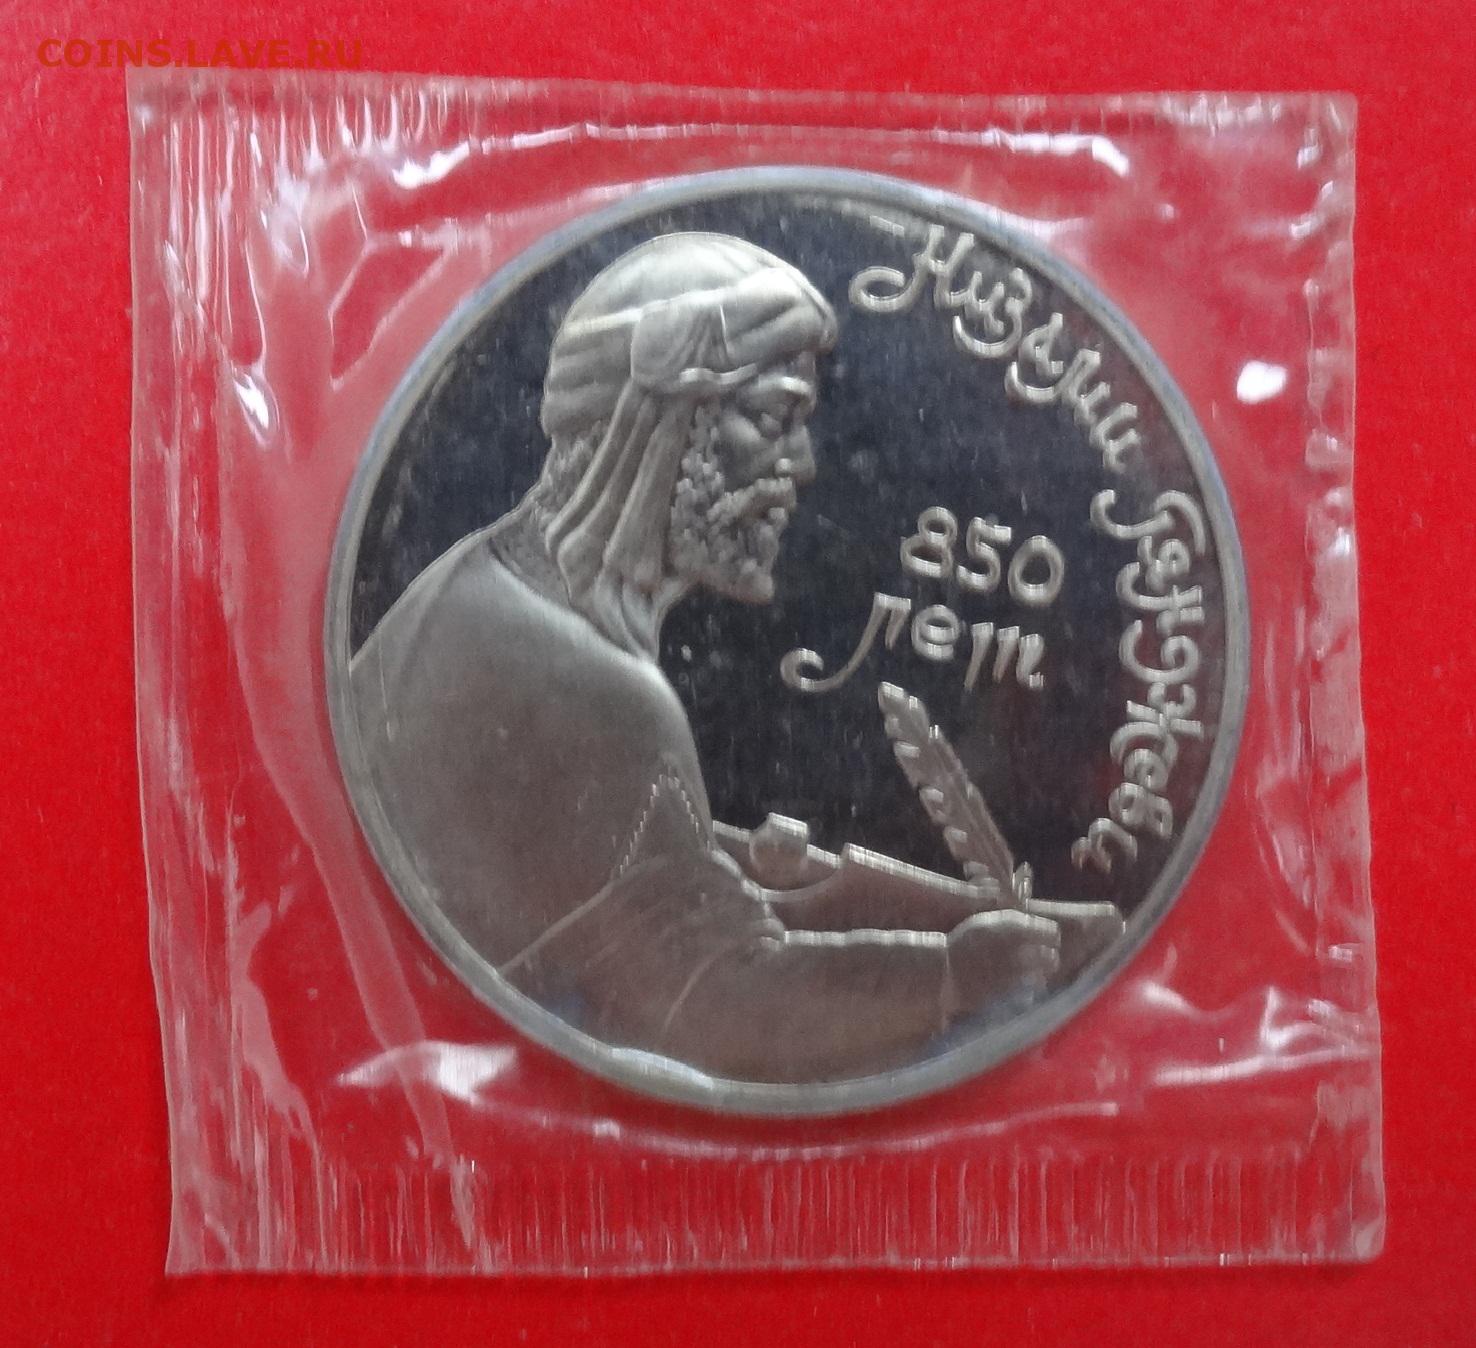 COINS.LAVE.RU
Низами Гянджеви
850
лет